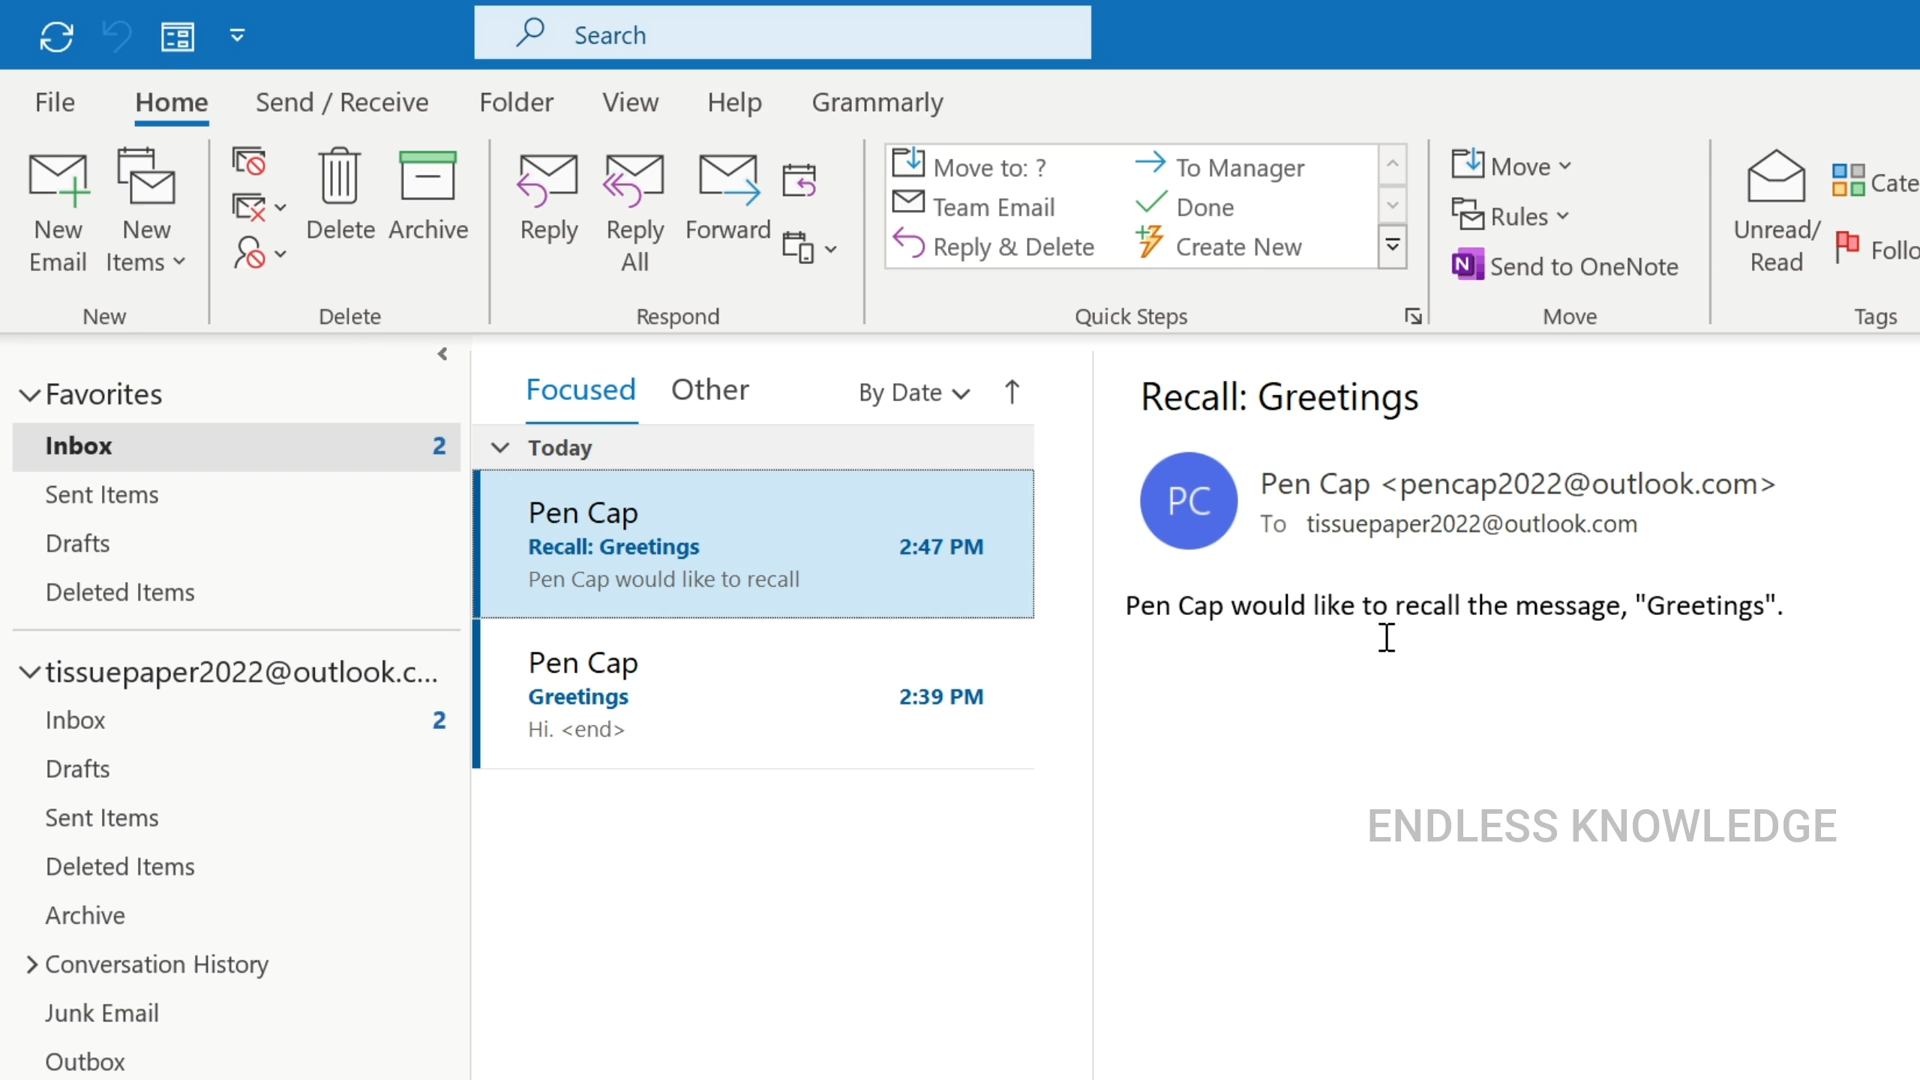 Search
File Home Send / Receive Folder View Help Grammarly
New Email
New Items
Delete
Archive
Reply
Reply All
Forward
Move to: ?
Team Email
Reply & Delete
To Manager
Done
Create New
Move
Rules
Send to OneNote
Unread/ Read
Cate
Follo
New Delete Respond Quick Steps Move Tags
Favorites
Inbox 2
Sent Items
Drafts
Deleted Items
tissuepaper2022@outlook.c...
Inbox 2
Drafts
Sent Items
Deleted Items
Archive
Conversation History
Junk Email
Outbox
Focused Other By Date
Today
Pen Cap
Recall: Greetings 2:47 PM
Pen Cap would like to recall
Pen Cap
Greetings 2:39 PM
Hi. <end>
Recall: Greetings
PC
Pen Cap <pencap2022@outlook.com>
To tissuepaper2022@outlook.com
Pen Cap would like to recall the message, "Greetings".
ENDLESS KNOWLEDGE